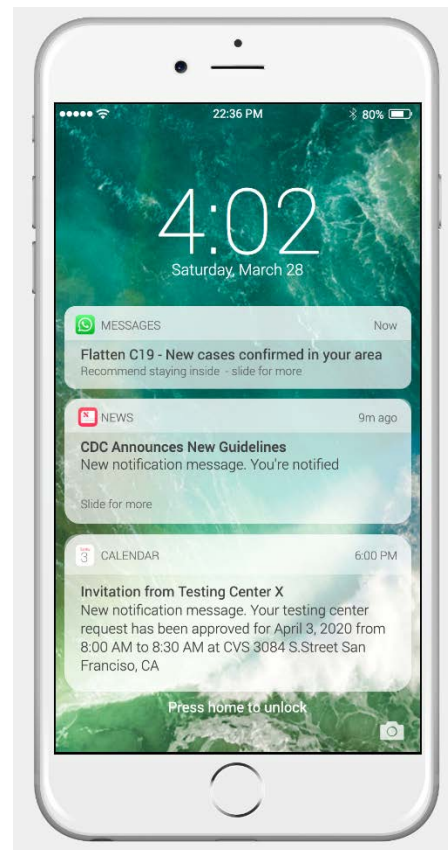 22:36 PM
80%
4:02
Saturday, March 28
MESSAGES
Now
Flatten C19 - New cases confirmed in your area
Recommend staying inside - slide for more
NEWS
9m ago
CDC Announces New Guidelines
New notification message. You're notified
Slide for more
3
CALENDAR
6:00 PM
Invitation from Testing Center X
New notification message. Your testing center
request has been approved for April 3, 2020 from
8:00 AM to 8:30 AM at CVS 3084 S.Street San
Franciso, CA
Press home to unlock